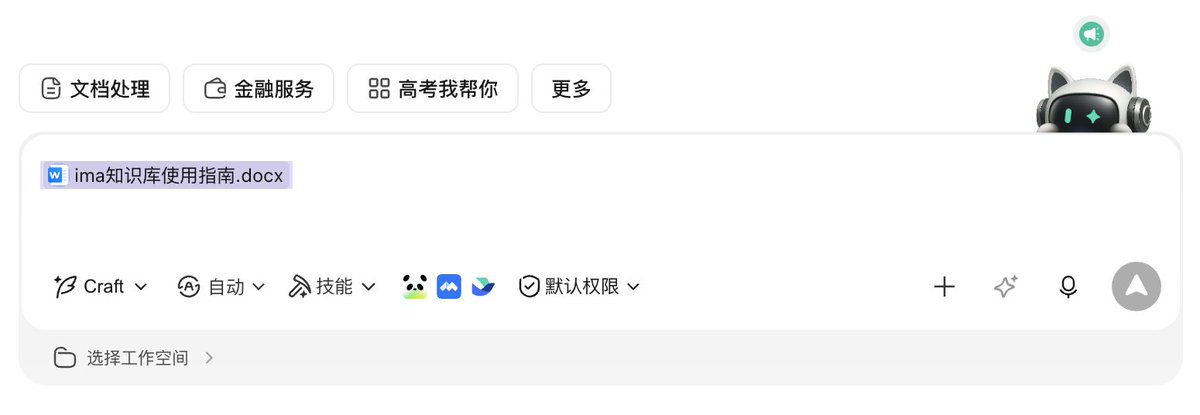 文档处理 金融服务 高考我帮你 更多
ima知识库使用指南.docx
Craft 自动 技能 默认权限
选择工作空间